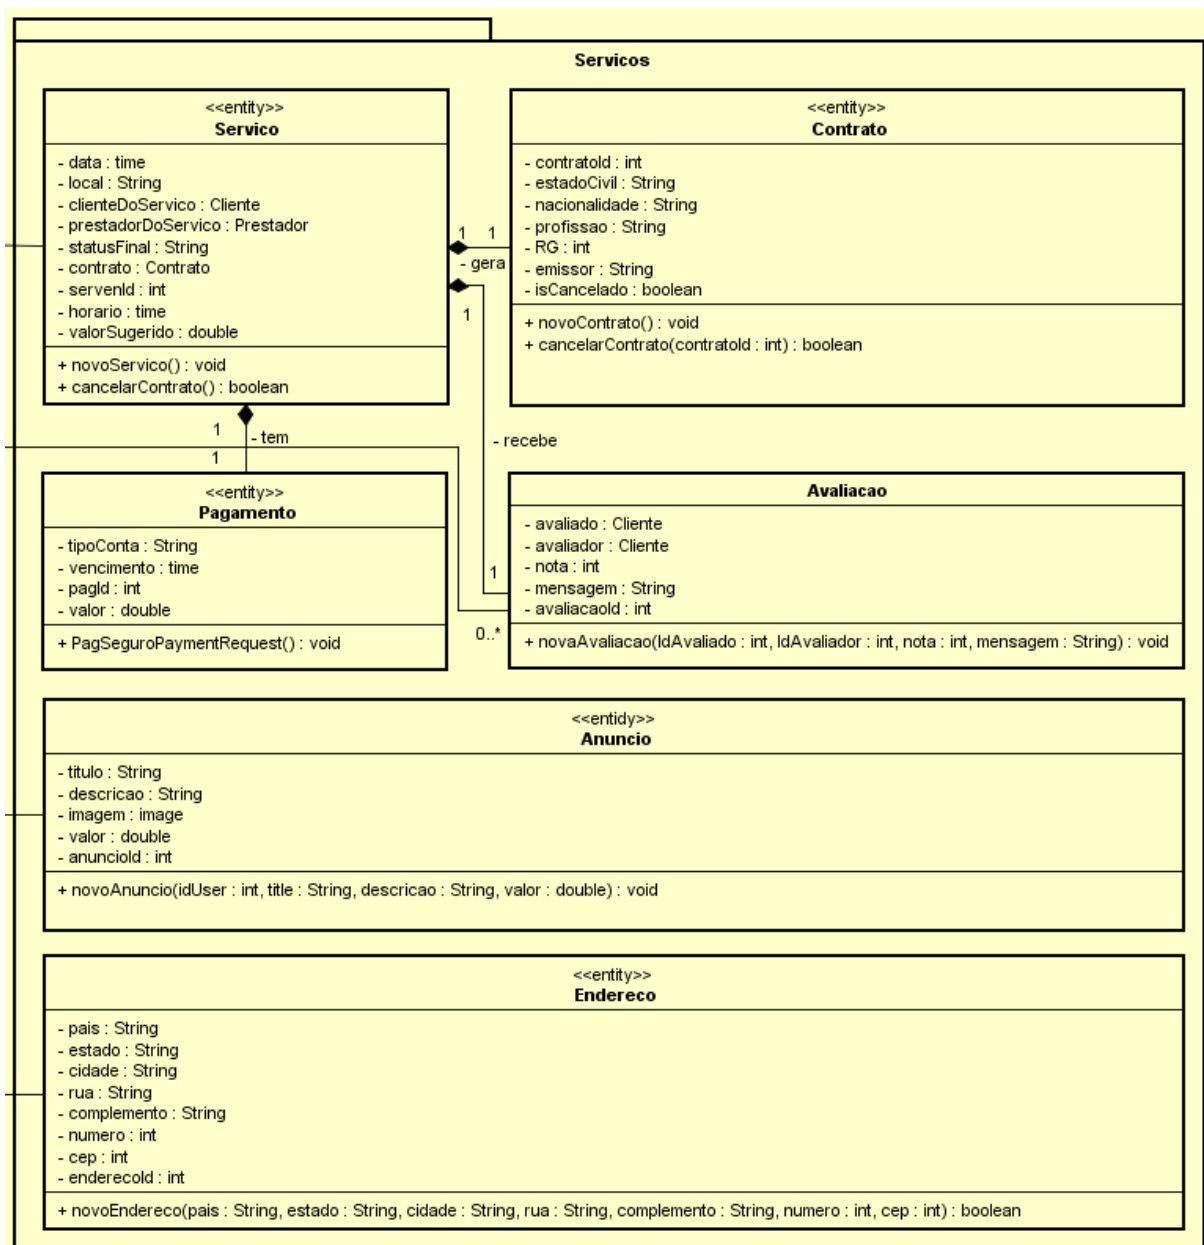 Servicos
<<entity>>
Servico
- data : time
- local : String
- clienteDoServico : Cliente
- prestadorDoServico : Prestador
- statusFinal : String
- contrato : Contrato
- servenId : int
- horario : time
- valorSugerido : double
+ novoServico() : void
+ cancelarContrato() : boolean
<<entity>>
Contrato
- contratoId : int
- estadoCivil : String
- nacionalidade : String
- profissao : String
- RG : int
- emissor : String
- isCancelado : boolean
+ novoContrato() : void
+ cancelarContrato(contratoId : int) : boolean
1 1
- gera
1
1
- tem
1
- recebe
1
0..*
<<entity>>
Pagamento
- tipoConta : String
- vencimento : time
- pagId : int
- valor : double
+ PagSeguroPaymentRequest() : void
Avaliacao
- avaliado : Cliente
- avaliador : Cliente
- nota : int
- mensagem : String
- avaliacaoId : int
+ novaAvaliacao(IdAvaliado : int, IdAvaliador : int, nota : int, mensagem : String) : void
<<entidy>>
Anuncio
- titulo : String
- descricao : String
- imagem : image
- valor : double
- anuncioId : int
+ novoAnuncio(idUser : int, title : String, descricao : String, valor : double) : void
<<entity>>
Endereco
- pais : String
- estado : String
- cidade : String
- rua : String
- complemento : String
- numero : int
- cep : int
- enderecoId : int
+ novoEndereco(pais : String, estado : String, cidade : String, rua : String, complemento : String, numero : int, cep : int) : boolean